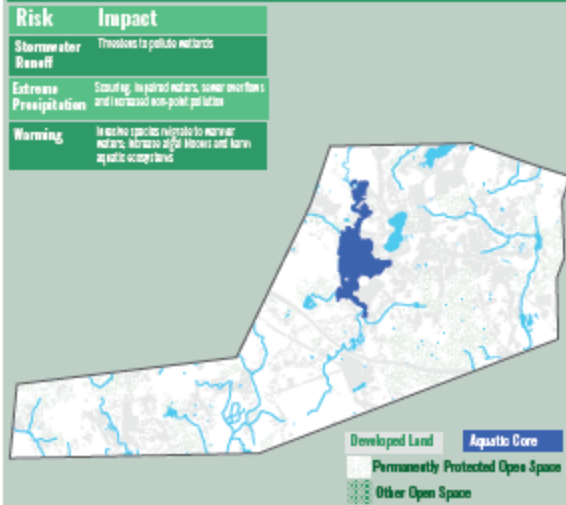 Risk Impact
Stormwater Runoff
Threatens to pollute wetlands
Extreme Precipitation
Scouring, impaired waters, sewer overflows
and increased non-point pollution
Warming
Invasive species migrate to warmer
waters; increase algal blooms and harm
aquatic ecosystems
Developed Land Aquatic Core
Permanently Protected Open Space
Other Open Space